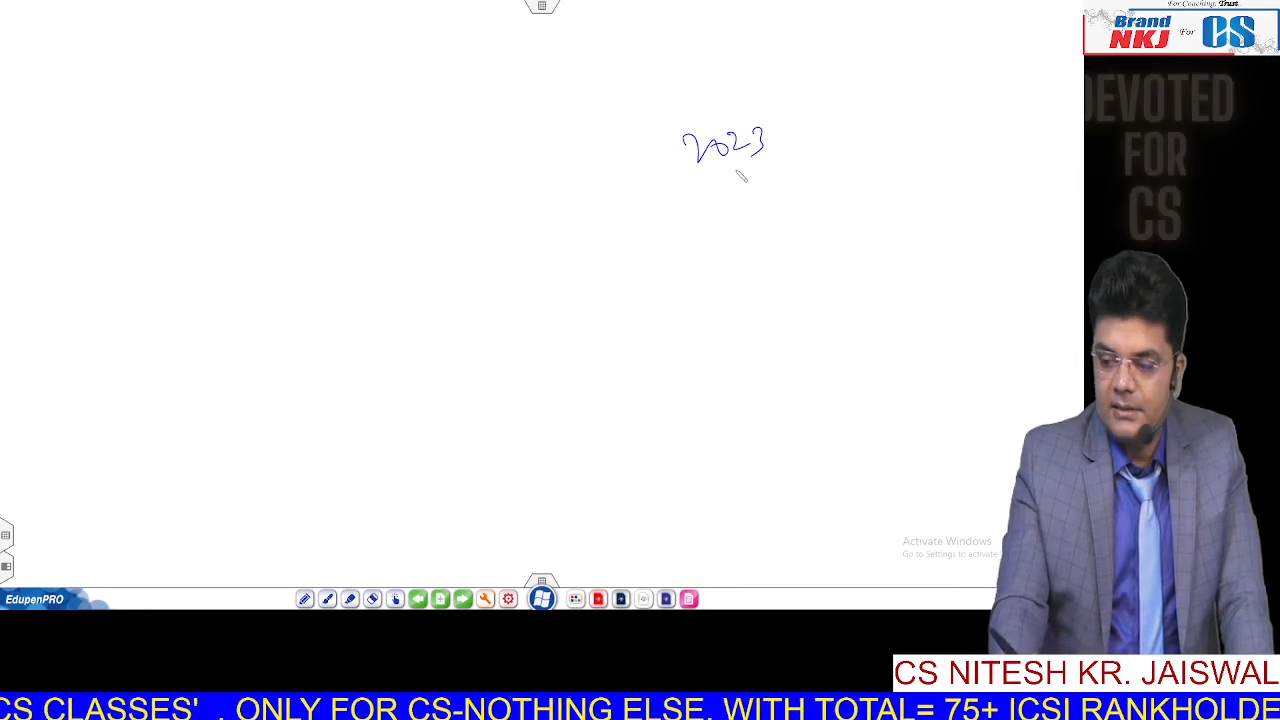 For Coaching, Trust
Brand
NKJ
For
CS
DEVOTED
FOR
CS
2023
Activate Windows
Go to Settings to activate
EdupenPRO
CS NITESH KR. JAISWAL
CS CLASSES' , ONLY FOR CS-NOTHING ELSE, WITH TOTAL= 75+ ICSI RANKHOLDE